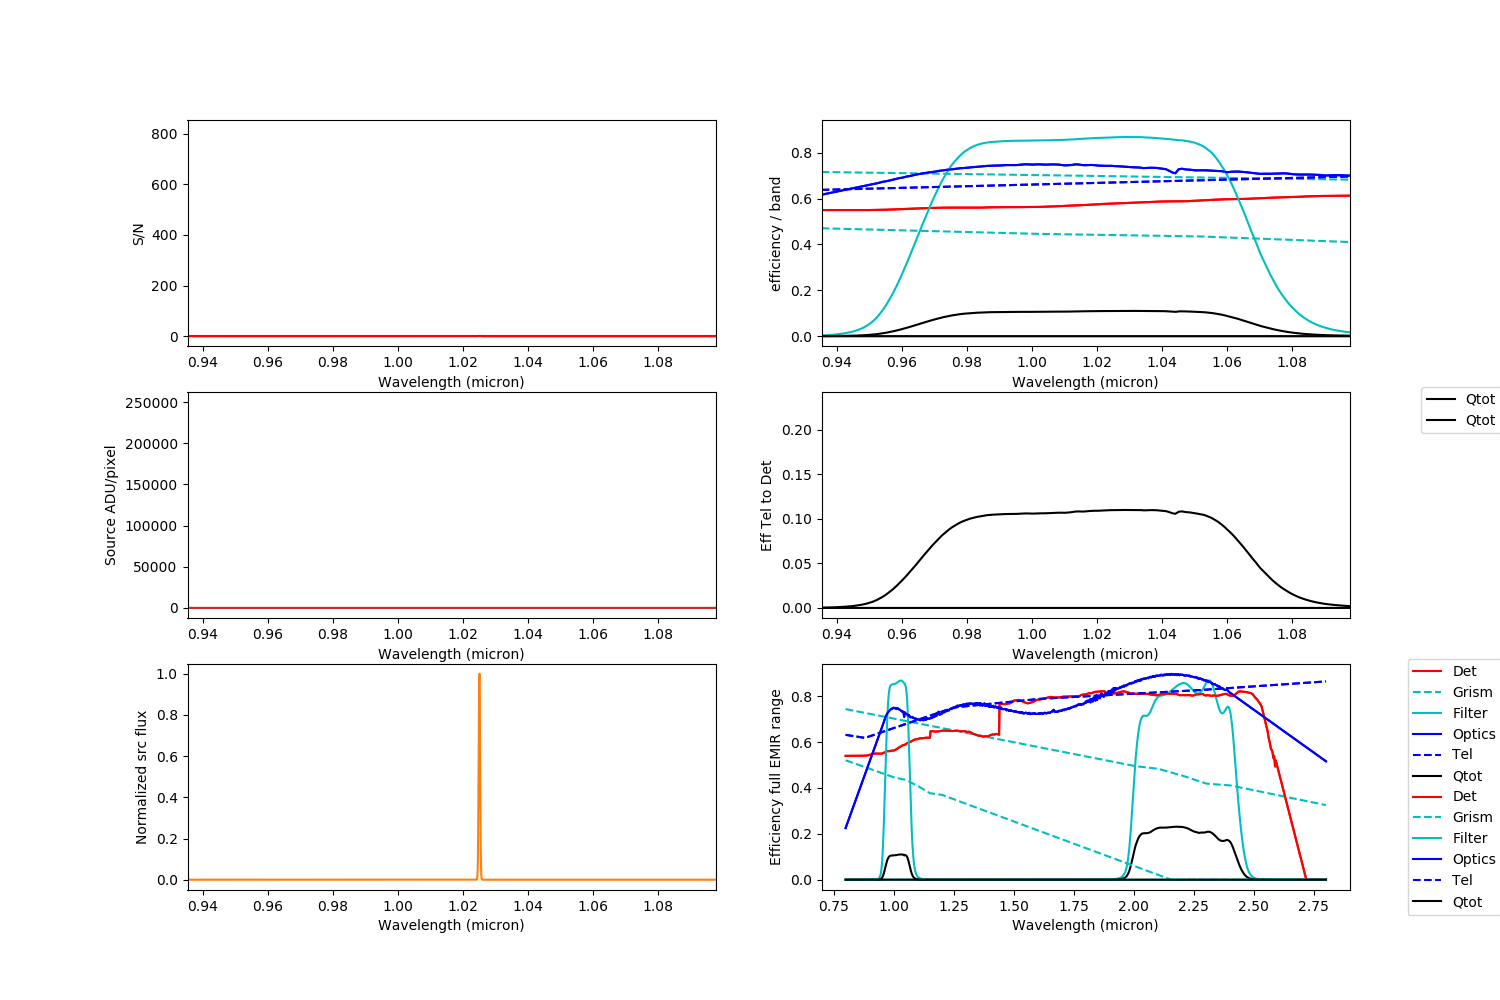 800
600
400
200
0
S/N
0.94 0.96 0.98 1.00 1.02 1.04 1.06 1.08
Wavelength (micron)
0.8
0.6
0.4
0.2
0.0
efficiency / band
0.94 0.96 0.98 1.00 1.02 1.04 1.06 1.08
Wavelength (micron)
250000
200000
150000
100000
50000
0
Source ADU/pixel
0.94 0.96 0.98 1.00 1.02 1.04 1.06 1.08
Wavelength (micron)
0.20
0.15
0.10
0.05
0.00
Eff Tel to Det
0.94 0.96 0.98 1.00 1.02 1.04 1.06 1.08
Wavelength (micron)
Qtot
Qtot
1.0
0.8
0.6
0.4
0.2
0.0
Normalized src flux
0.94 0.96 0.98 1.00 1.02 1.04 1.06 1.08
Wavelength (micron)
0.8
0.6
0.4
0.2
0.0
Efficiency full EMIR range
0.75 1.00 1.25 1.50 1.75 2.00 2.25 2.50 2.75
Wavelength (micron)
Det
Grism
Filter
Optics
Tel
Qtot
Det
Grism
Filter
Optics
Tel
Qtot